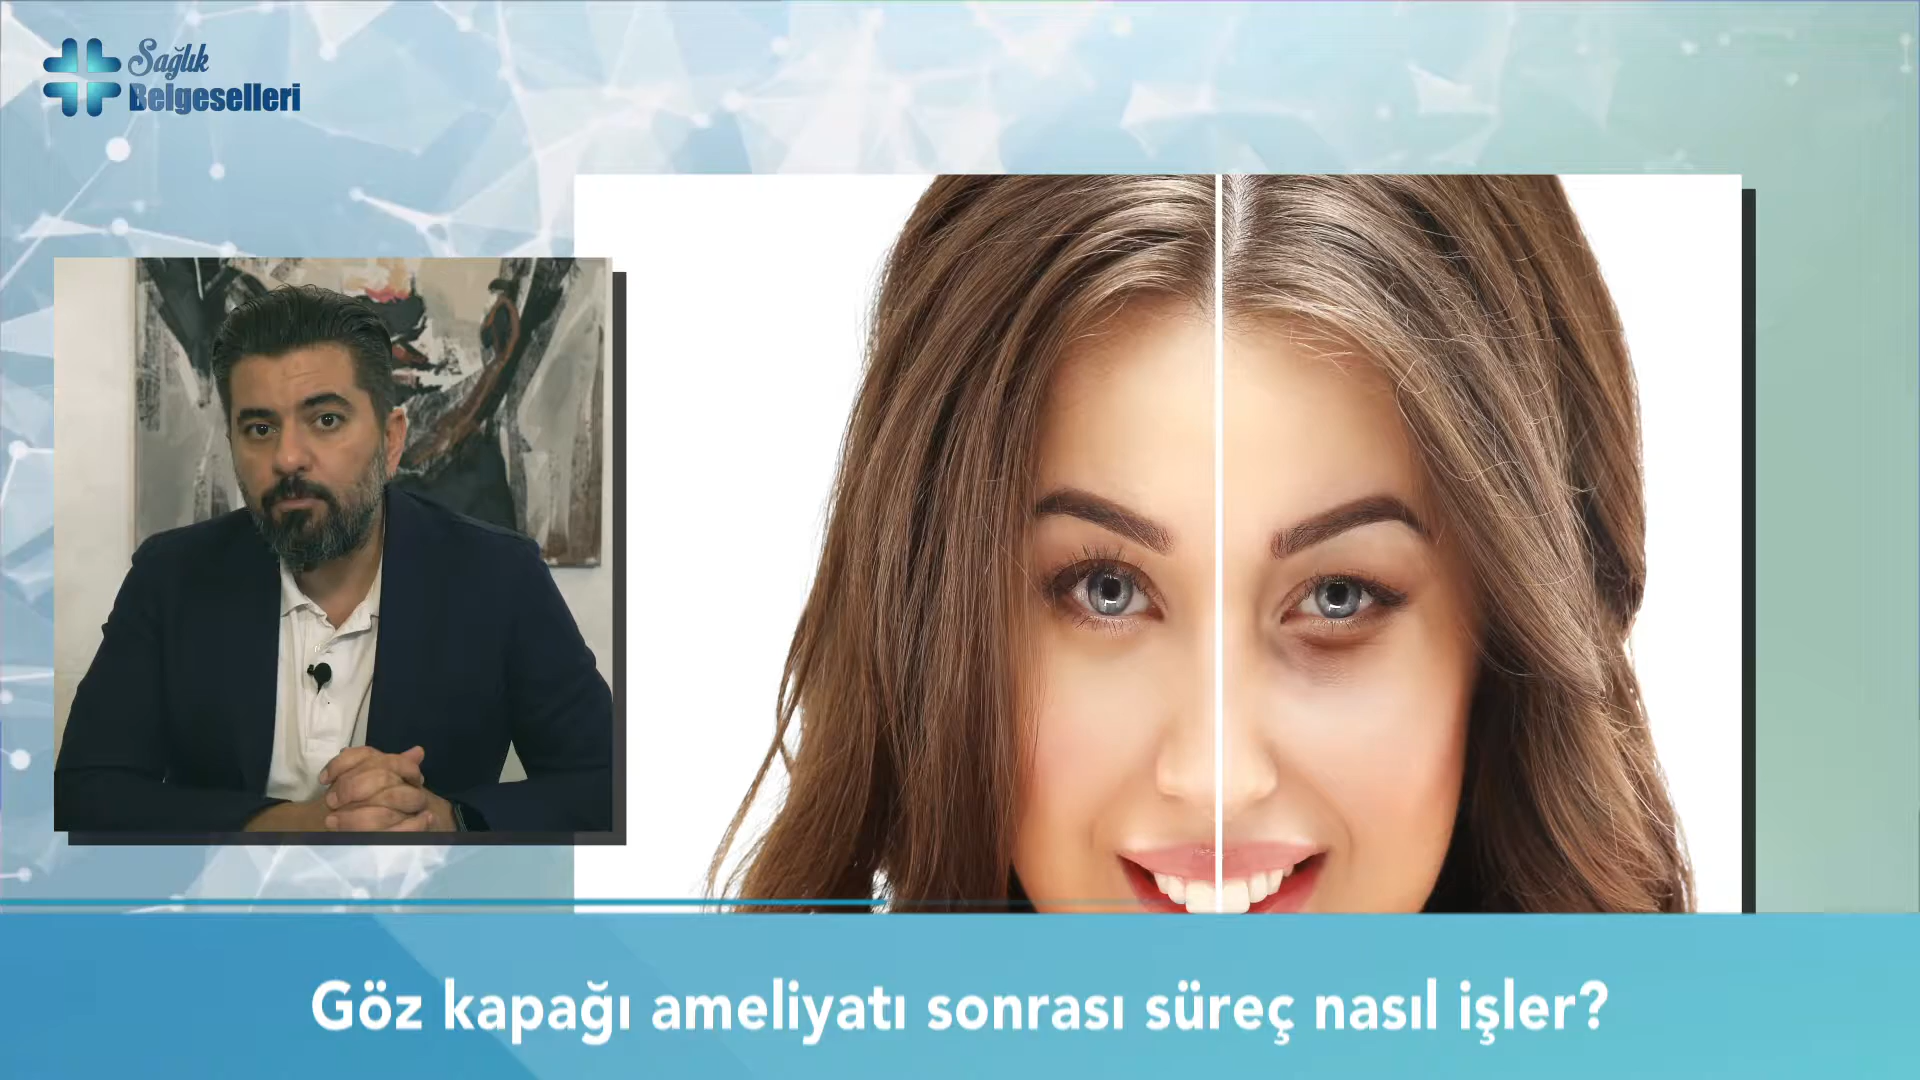 Sağlık
Belgeselleri
Göz kapağı ameliyatı sonrası süreç nasıl işler?